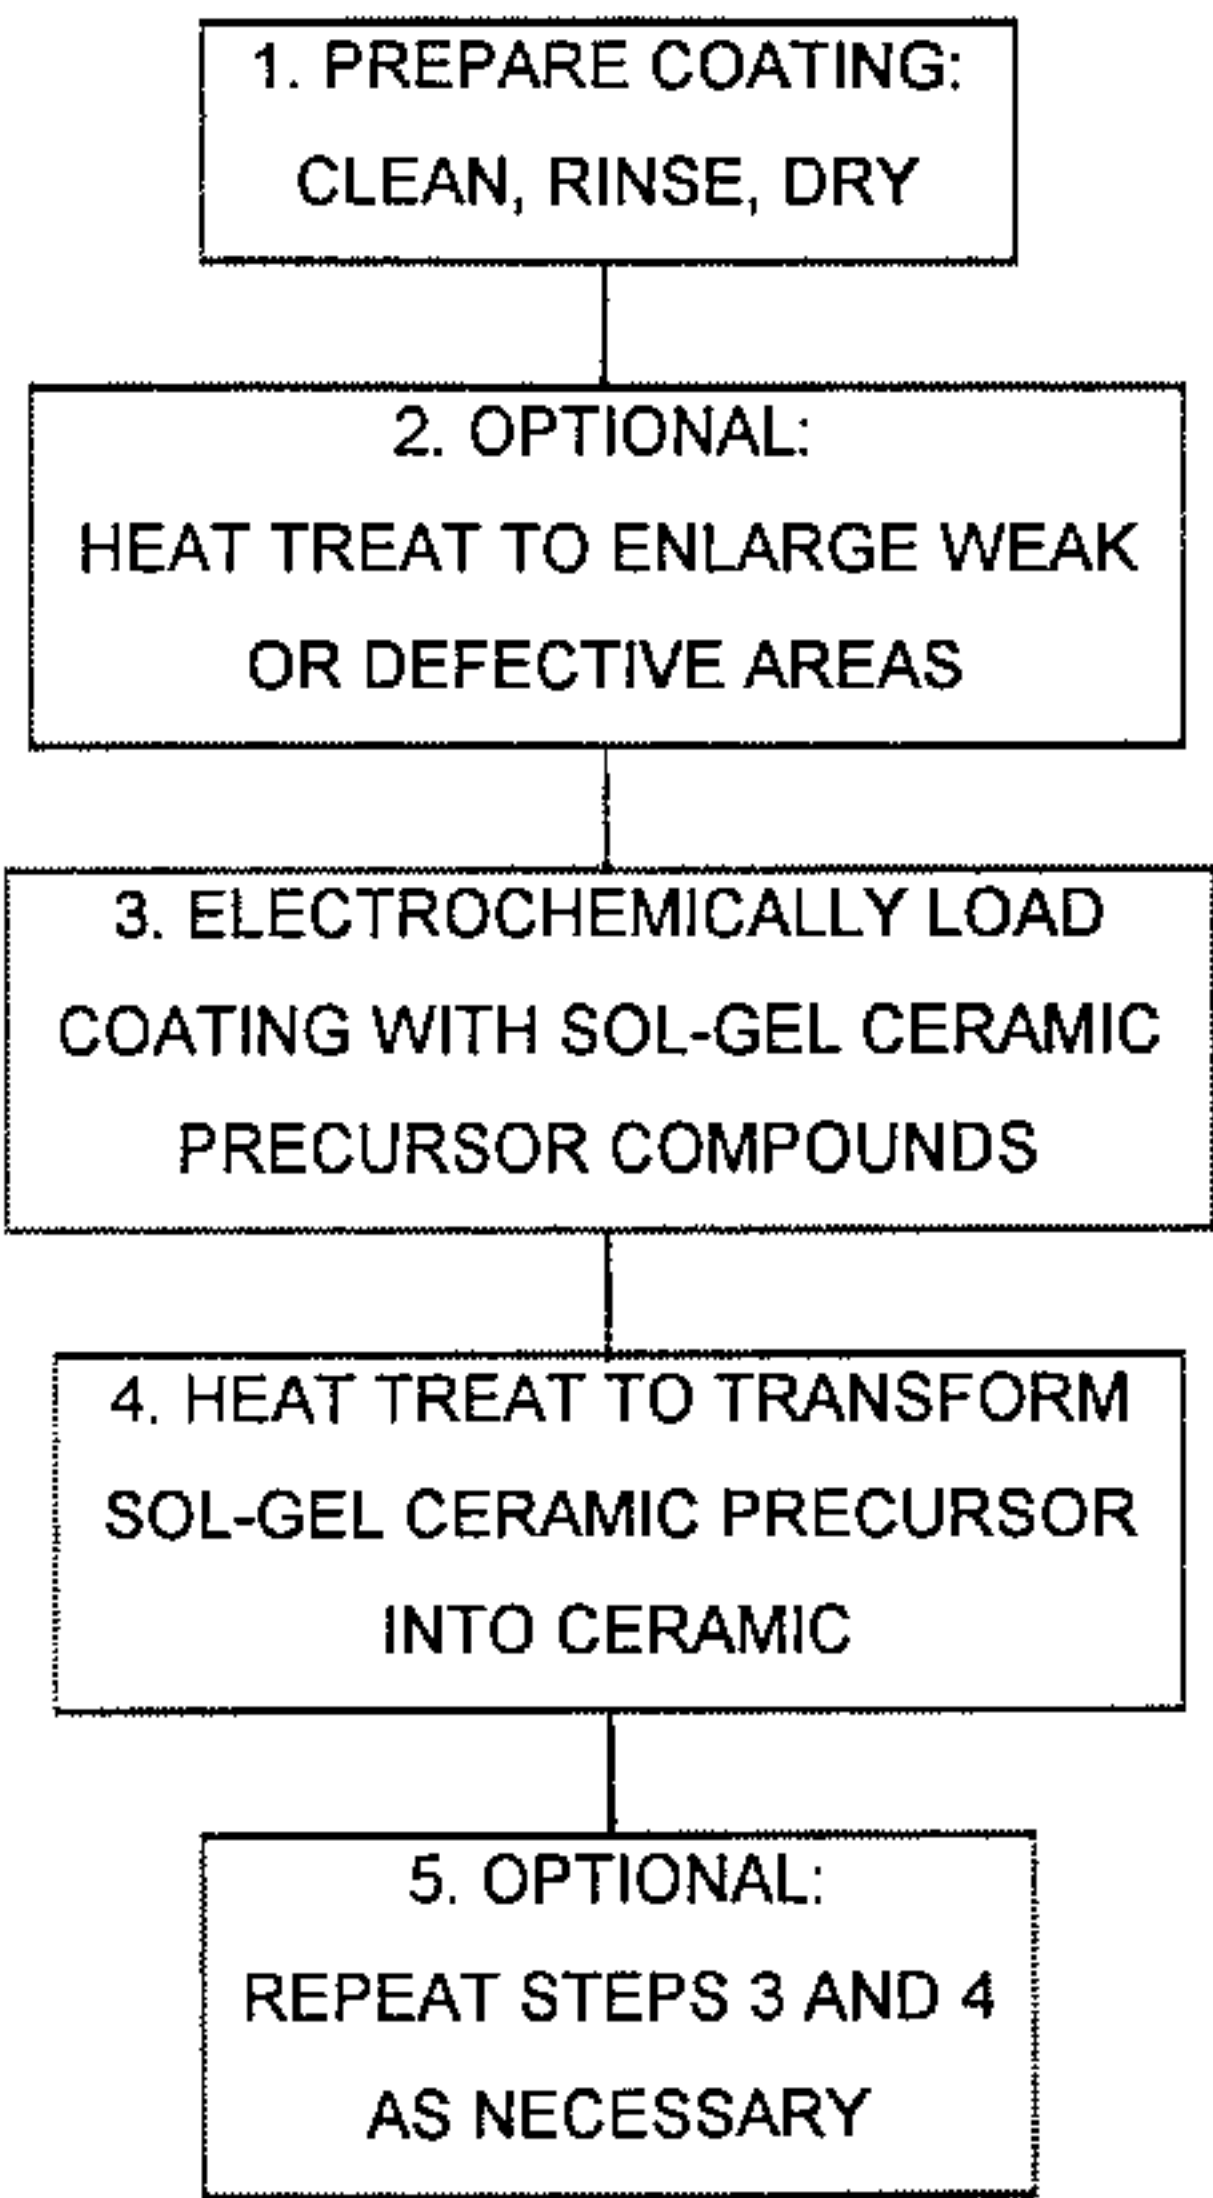 1. PREPARE COATING:
CLEAN, RINSE, DRY
2. OPTIONAL:
HEAT TREAT TO ENLARGE WEAK
OR DEFECTIVE AREAS
3. ELECTROCHEMICALLY LOAD
COATING WITH SOL-GEL CERAMIC
PRECURSOR COMPOUNDS
4. HEAT TREAT TO TRANSFORM
SOL-GEL CERAMIC PRECURSOR
INTO CERAMIC
5. OPTIONAL:
REPEAT STEPS 3 AND 4
AS NECESSARY